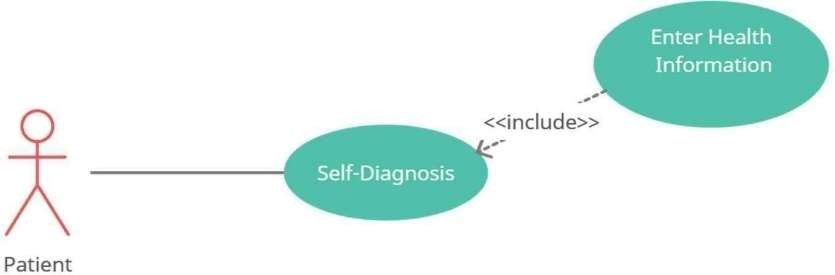 Enter Health
Information
<<include>>
Self-Diagnosis
Patient